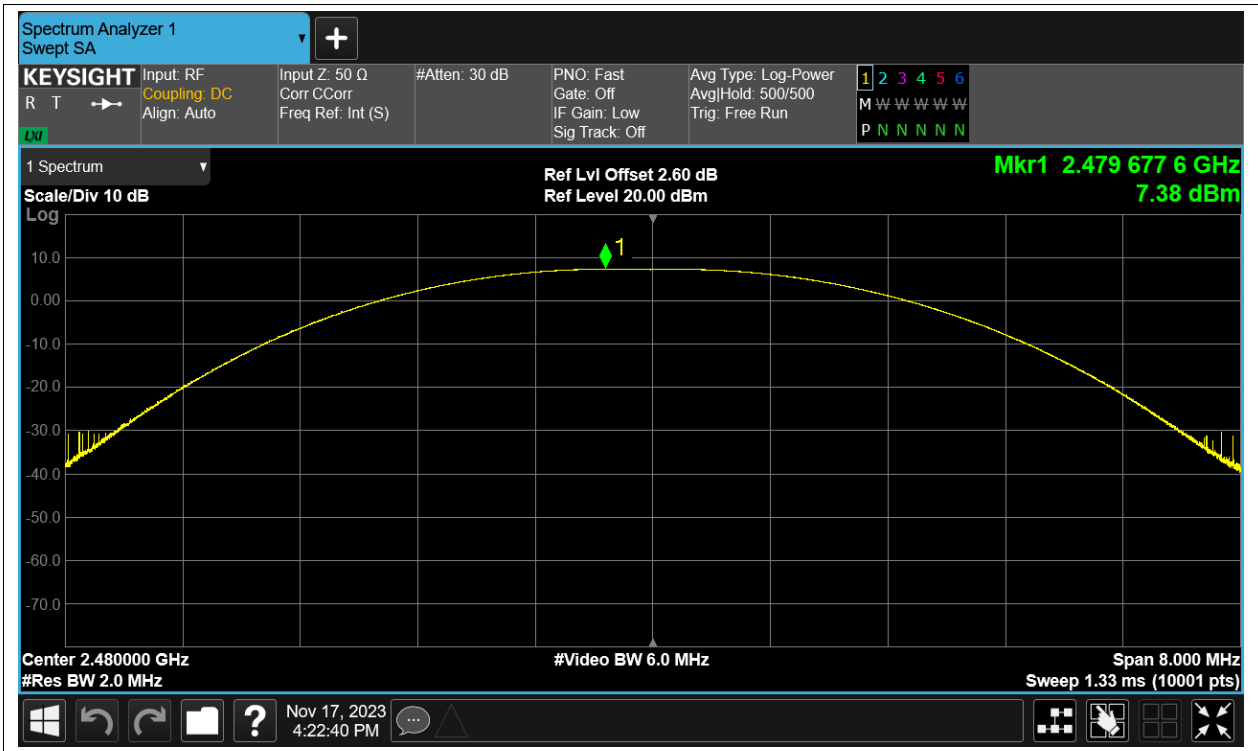 Spectrum Analyzer 1
Swept SA
KEYSIGHT
R T
LXI
Input: RF
Coupling: DC
Align: Auto
Input Z: 50 Ω
Corr CCorr
Freq Ref: Int (S)
#Atten: 30 dB
PNO: Fast
Gate: Off
IF Gain: Low
Sig Track: Off
Avg Type: Log-Power
Avg|Hold: 500/500
Trig: Free Run
1 2 3 4 5 6
M W W W W W
P N N N N N
1 Spectrum
Scale/Div 10 dB
Ref Lvl Offset 2.60 dB
Ref Level 20.00 dBm
Mkr1 2.479 677 6 GHz
7.38 dBm
Log
1
10.0
0.00
-10.0
-20.0
-30.0
-40.0
-50.0
-60.0
-70.0
Center 2.480000 GHz
#Res BW 2.0 MHz
#Video BW 6.0 MHz
Span 8.000 MHz
Sweep 1.33 ms (10001 pts)
?
Nov 17, 2023
4:22:40 PM